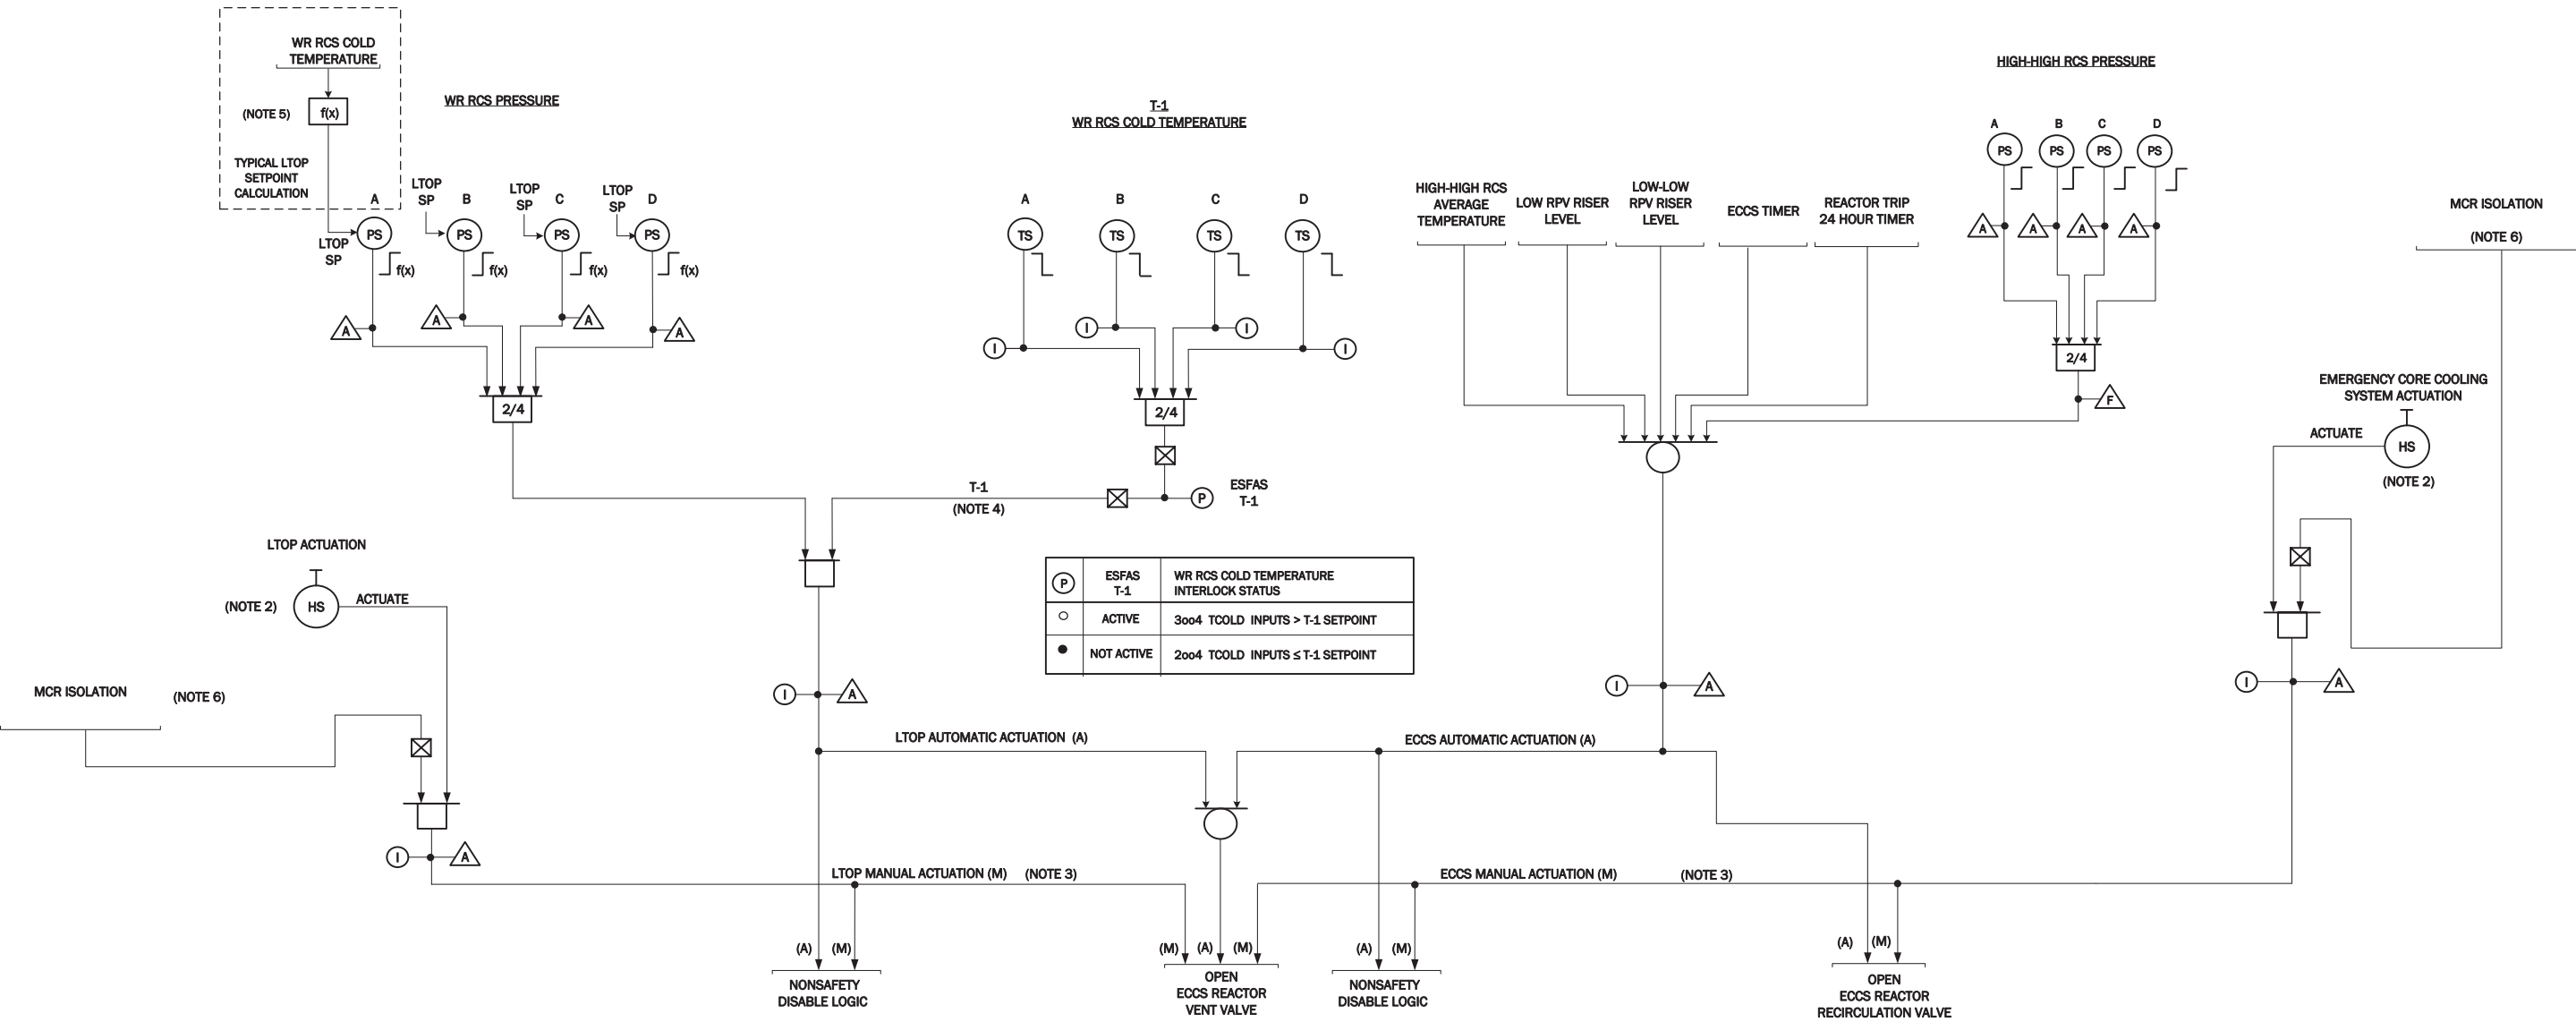 WR RCS COLD
TEMPERATURE
(NOTE 5)
f(x)
TYPICAL LTOP
SETPOINT
CALCULATION
WR RCS PRESSURE
LTOP
SP
A
PS
f(x)
A
LTOP
SP
B
PS
f(x)
A
LTOP
SP
C
PS
f(x)
A
LTOP
SP
D
PS
f(x)
A
2/4
T-1
WR RCS COLD TEMPERATURE
A
B
C
D
TS
TS
TS
TS
I
I
I
I
2/4
T-1
(NOTE 4)
P
ESFAS
T-1
HIGH-HIGH RCS
AVERAGE
TEMPERATURE
LOW RPV RISER
LEVEL
LOW-LOW
RPV RISER
LEVEL
ECCS TIMER
REACTOR TRIP
24 HOUR TIMER
HIGH-HIGH RCS PRESSURE
A
B
C
D
PS
PS
PS
PS
A
A
A
A
2/4
F
MCR ISOLATION
(NOTE 6)
EMERGENCY CORE COOLING
SYSTEM ACTUATION
ACTUATE
HS
(NOTE 2)
I
A
LTOP ACTUATION
(NOTE 2)
HS
ACTUATE
MCR ISOLATION
(NOTE 6)
I
A
P
ESFAS
T-1
WR RCS COLD TEMPERATURE
INTERLOCK STATUS
ACTIVE
3oo4 TCOLD INPUTS > T-1 SETPOINT
NOT ACTIVE
2oo4 TCOLD INPUTS ≤ T-1 SETPOINT
I
A
I
A
LTOP AUTOMATIC ACTUATION (A)
ECCS AUTOMATIC ACTUATION (A)
LTOP MANUAL ACTUATION (M)
(NOTE 3)
ECCS MANUAL ACTUATION (M)
(NOTE 3)
(A)
(M)
NONSAFETY
DISABLE LOGIC
(M)
(A)
(M)
OPEN
ECCS REACTOR
VENT VALVE
(A)
(M)
NONSAFETY
DISABLE LOGIC
(A)
(M)
OPEN
ECCS REACTOR
RECIRCULATION VALVE